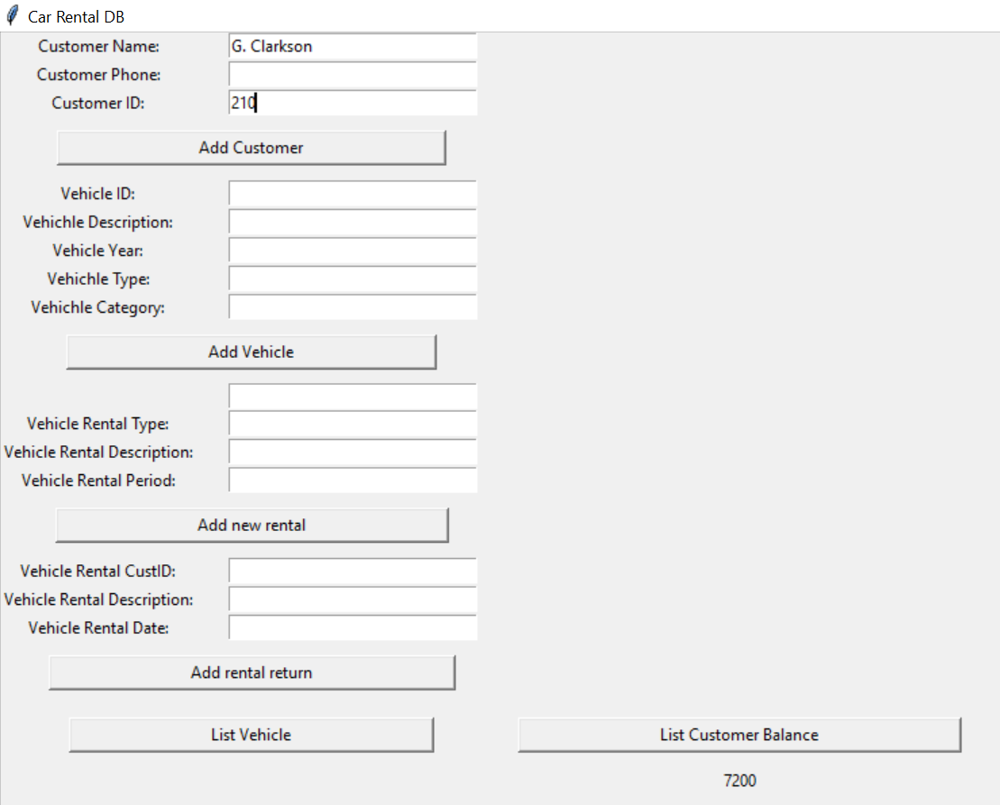 Car Rental DB
Customer Name: G. Clarkson
Customer Phone:
Customer ID: 210
Add Customer
Vehicle ID:
Vehichle Description:
Vehicle Year:
Vehichle Type:
Vehichle Category:
Add Vehicle
Vehicle Rental Type:
Vehicle Rental Description:
Vehicle Rental Period:
Add new rental
Vehicle Rental CustID:
Vehicle Rental Description:
Vehicle Rental Date:
Add rental return
List Vehicle List Customer Balance
7200